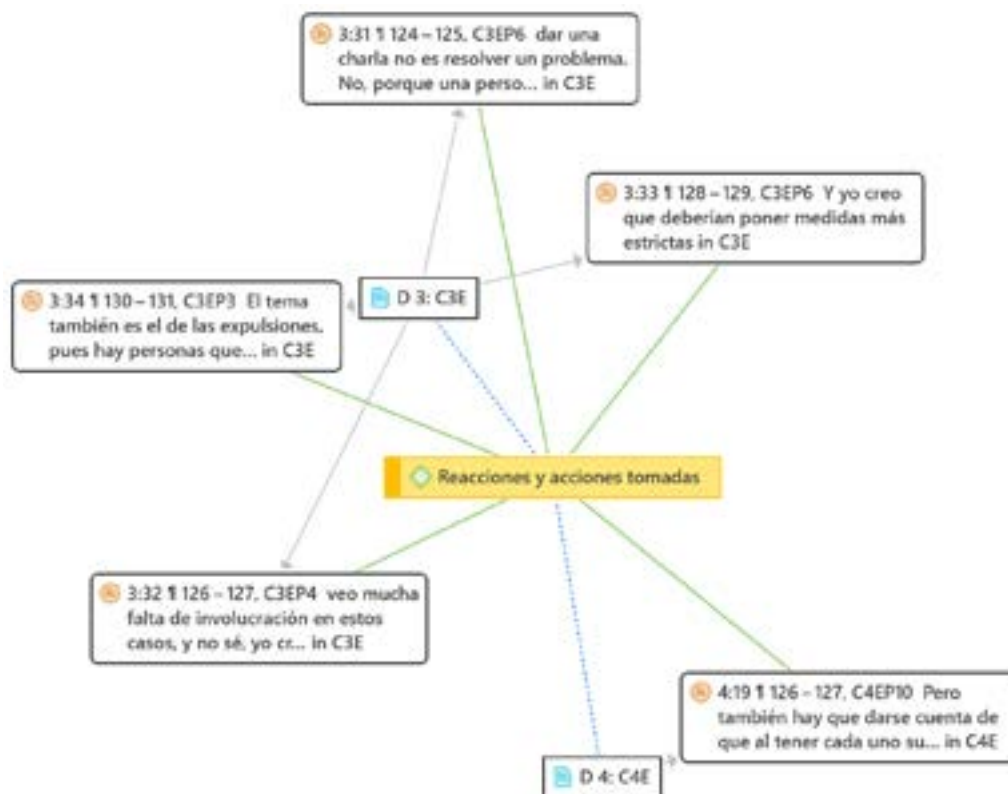 3:31 ¶ 124 – 125, C3EP6 dar una
charla no es resolver un problema.
No, porque una perso... in C3E
3:33 ¶ 128 – 129, C3EP6 Y yo creo
que deberían poner medidas más
estrictas in C3E
D 3: C3E
3:34 ¶ 130 – 131, C3EP3 El tema
también es el de las expulsiones,
pues hay personas que... in C3E
Reacciones y acciones tomadas
3:32 ¶ 126 – 127, C3EP4 veo mucha
falta de involucración en estos
casos, y no sé, yo cr... in C3E
4:19 ¶ 126 – 127, C4EP10 Pero
también hay que darse cuenta de
que al tener cada uno su... in C4E
D 4: C4E